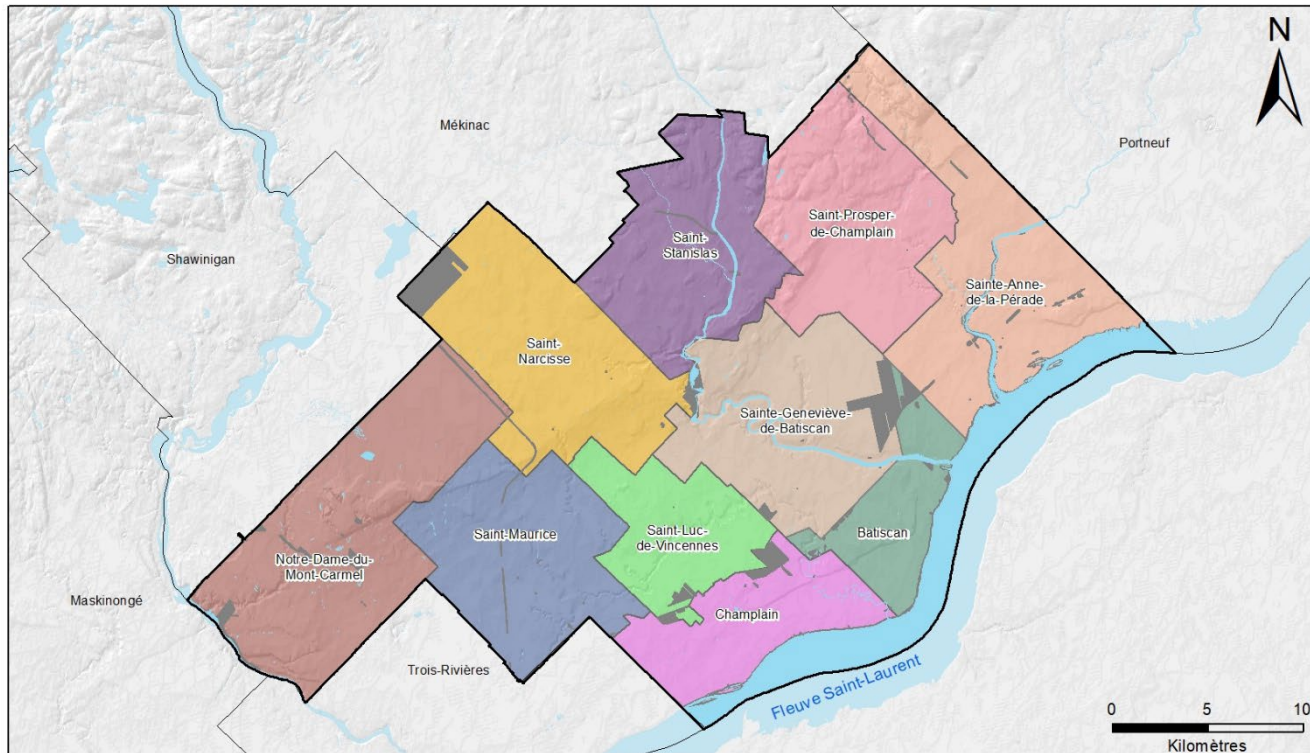 N
Mékinac
Portneuf
Saint-Prosper-
de-Champlain
Saint-
Stanislas
Shawinigan
Sainte-Anne-
de-la-Pérade
Saint-
Narcisse
Sainte-Geneviève-
de-Batiscan
Saint-Maurice
Saint-Luc-
de-Vincennes
Batiscan
Notre-Dame-du-
Mont-Carmel
Maskinongé
Champlain
Trois-Rivières
Fleuve Saint-Laurent
0 5 10
Kilomètres